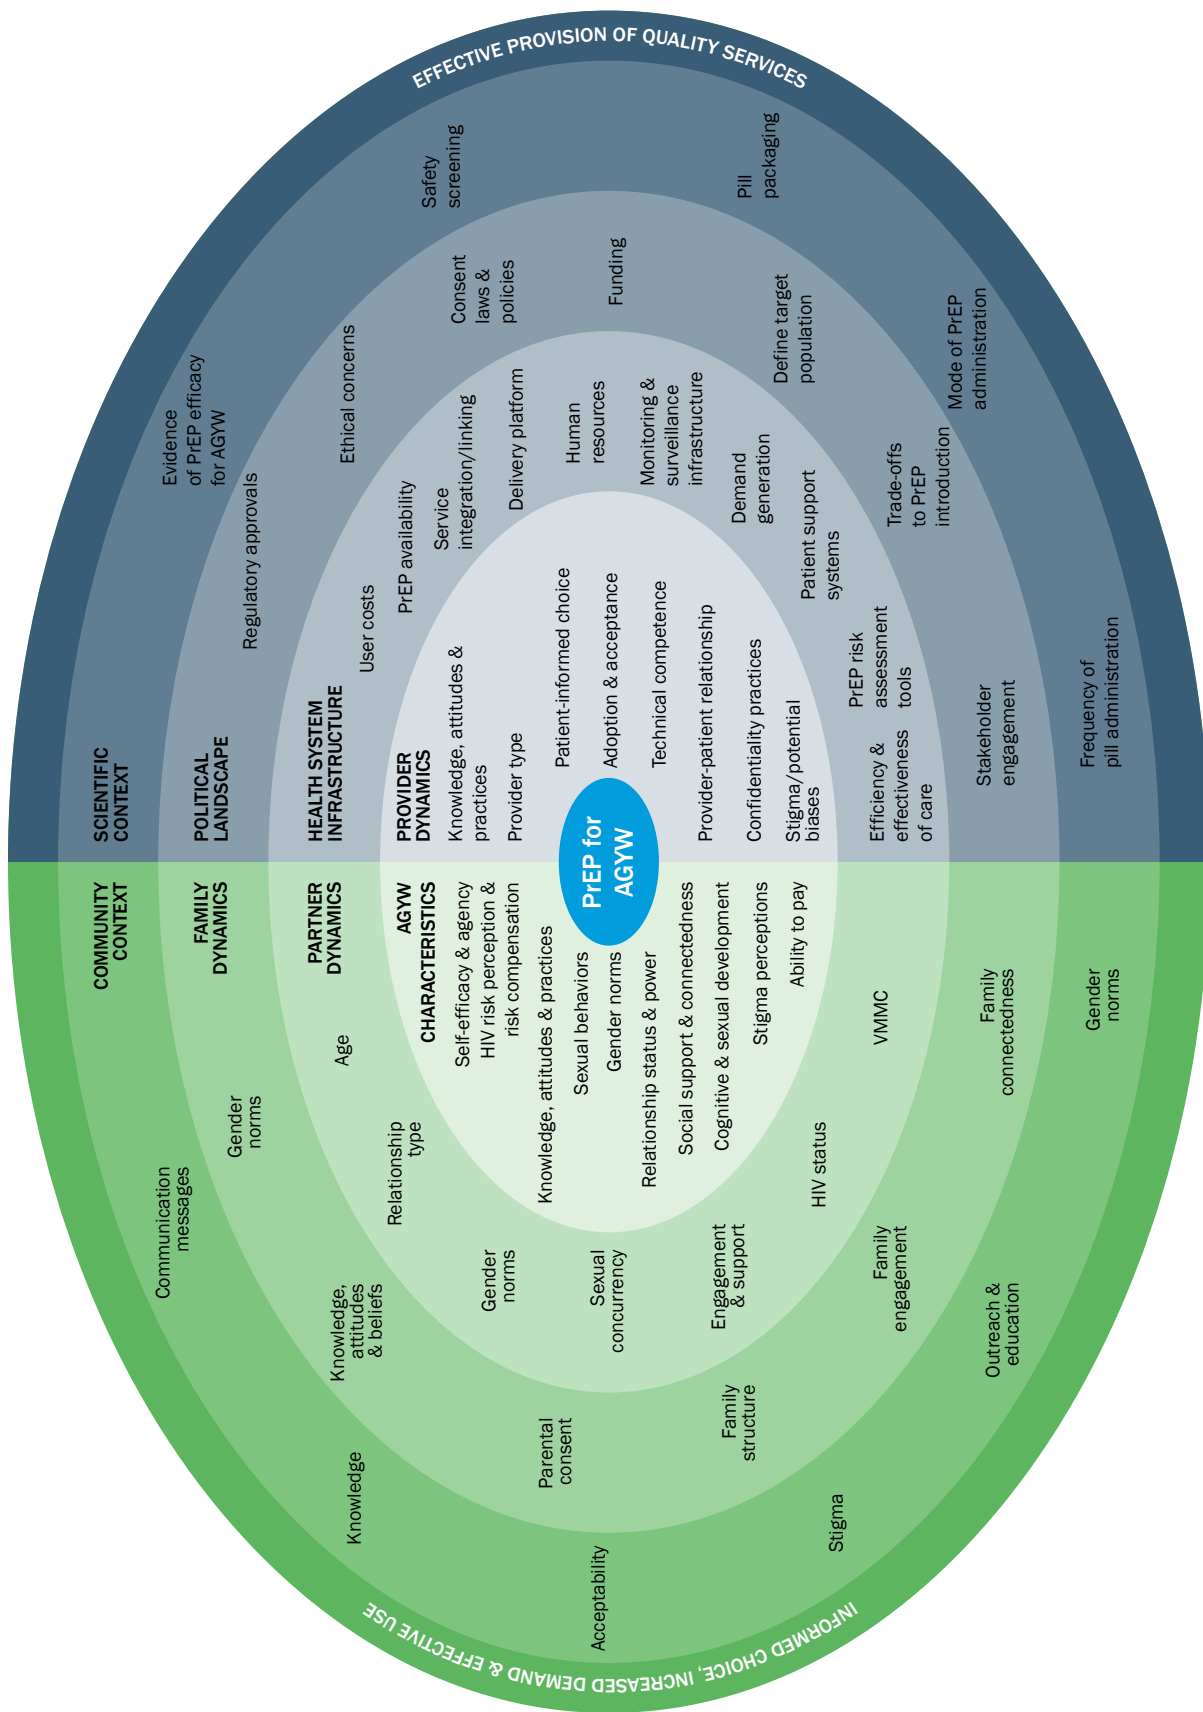 INFORMED CHOICE, INCREASED DEMAND & EFFECTIVE USE
EFFECTIVE PROVISION OF QUALITY SERVICES
PrEP for
AGYW
COMMUNITY
CONTEXT
Communication
messages
Knowledge
Acceptability
Stigma
Outreach &
education
Gender
norms
FAMILY
DYNAMICS
Gender
norms
Knowledge,
attitudes
& beliefs
Parental
consent
Family
structure
Family
engagement
Family
connectedness
PARTNER
DYNAMICS
Age
Relationship
type
Gender
norms
Sexual
concurrency
Engagement
& support
HIV status
VMMC
AGYW
CHARACTERISTICS
Self-efficacy & agency
HIV risk perception &
risk compensation
Knowledge, attitudes & practices
Sexual behaviors
Gender norms
Relationship status & power
Social support & connectedness
Cognitive & sexual development
Stigma perceptions
Ability to pay
SCIENTIFIC
CONTEXT
Evidence
of PrEP efficacy
for AGYW
Safety
screening
Pill
packaging
Mode of PrEP
administration
Frequency of
pill administration
POLITICAL
LANDSCAPE
Regulatory approvals
Ethical concerns
Consent
laws &
policies
Funding
Define target
population
Trade-offs
to PrEP
introduction
Stakeholder
engagement
HEALTH SYSTEM
INFRASTRUCTURE
User costs
PrEP availability
Service
integration/linking
Delivery platform
Human
resources
Monitoring &
surveillance
infrastructure
Demand
generation
Patient support
systems
PrEP risk
assessment
tools
Efficiency &
effectiveness
of care
PROVIDER
DYNAMICS
Knowledge, attitudes &
practices
Provider type
Patient-informed choice
Adoption & acceptance
Technical competence
Provider-patient relationship
Confidentiality practices
Stigma/potential
biases